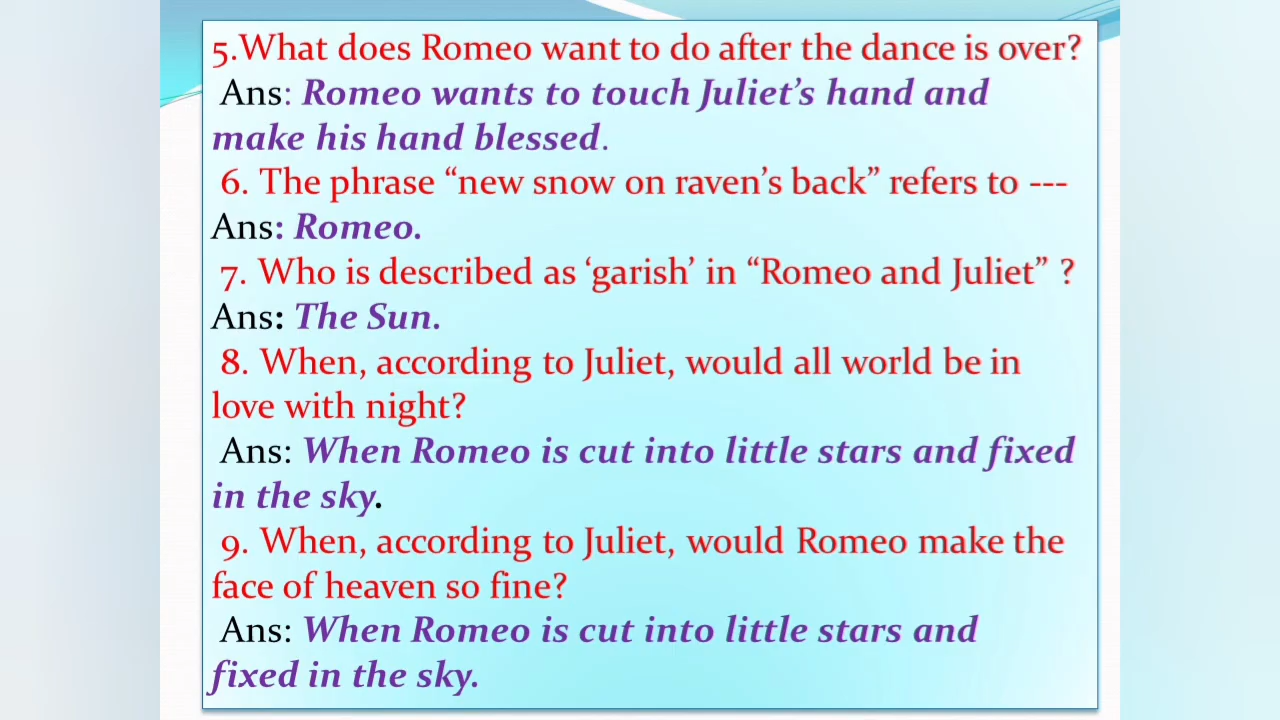 5.What does Romeo want to do after the dance is over?
Ans: Romeo wants to touch Juliet’s hand and
make his hand blessed.
6. The phrase “new snow on raven’s back” refers to ---
Ans: Romeo.
7. Who is described as ‘garish’ in “Romeo and Juliet” ?
Ans: The Sun.
8. When, according to Juliet, would all world be in
love with night?
Ans: When Romeo is cut into little stars and fixed
in the sky.
9. When, according to Juliet, would Romeo make the
face of heaven so fine?
Ans: When Romeo is cut into little stars and
fixed in the sky.